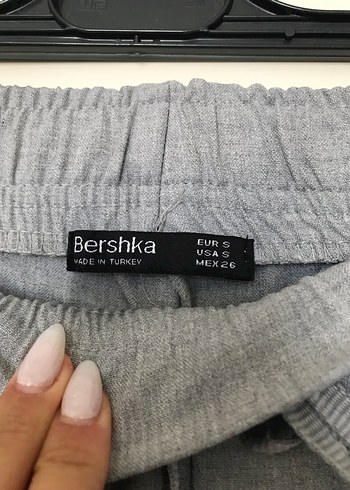 Bershka
MADE IN TURKEY
EUR S
USA S
MEX 26